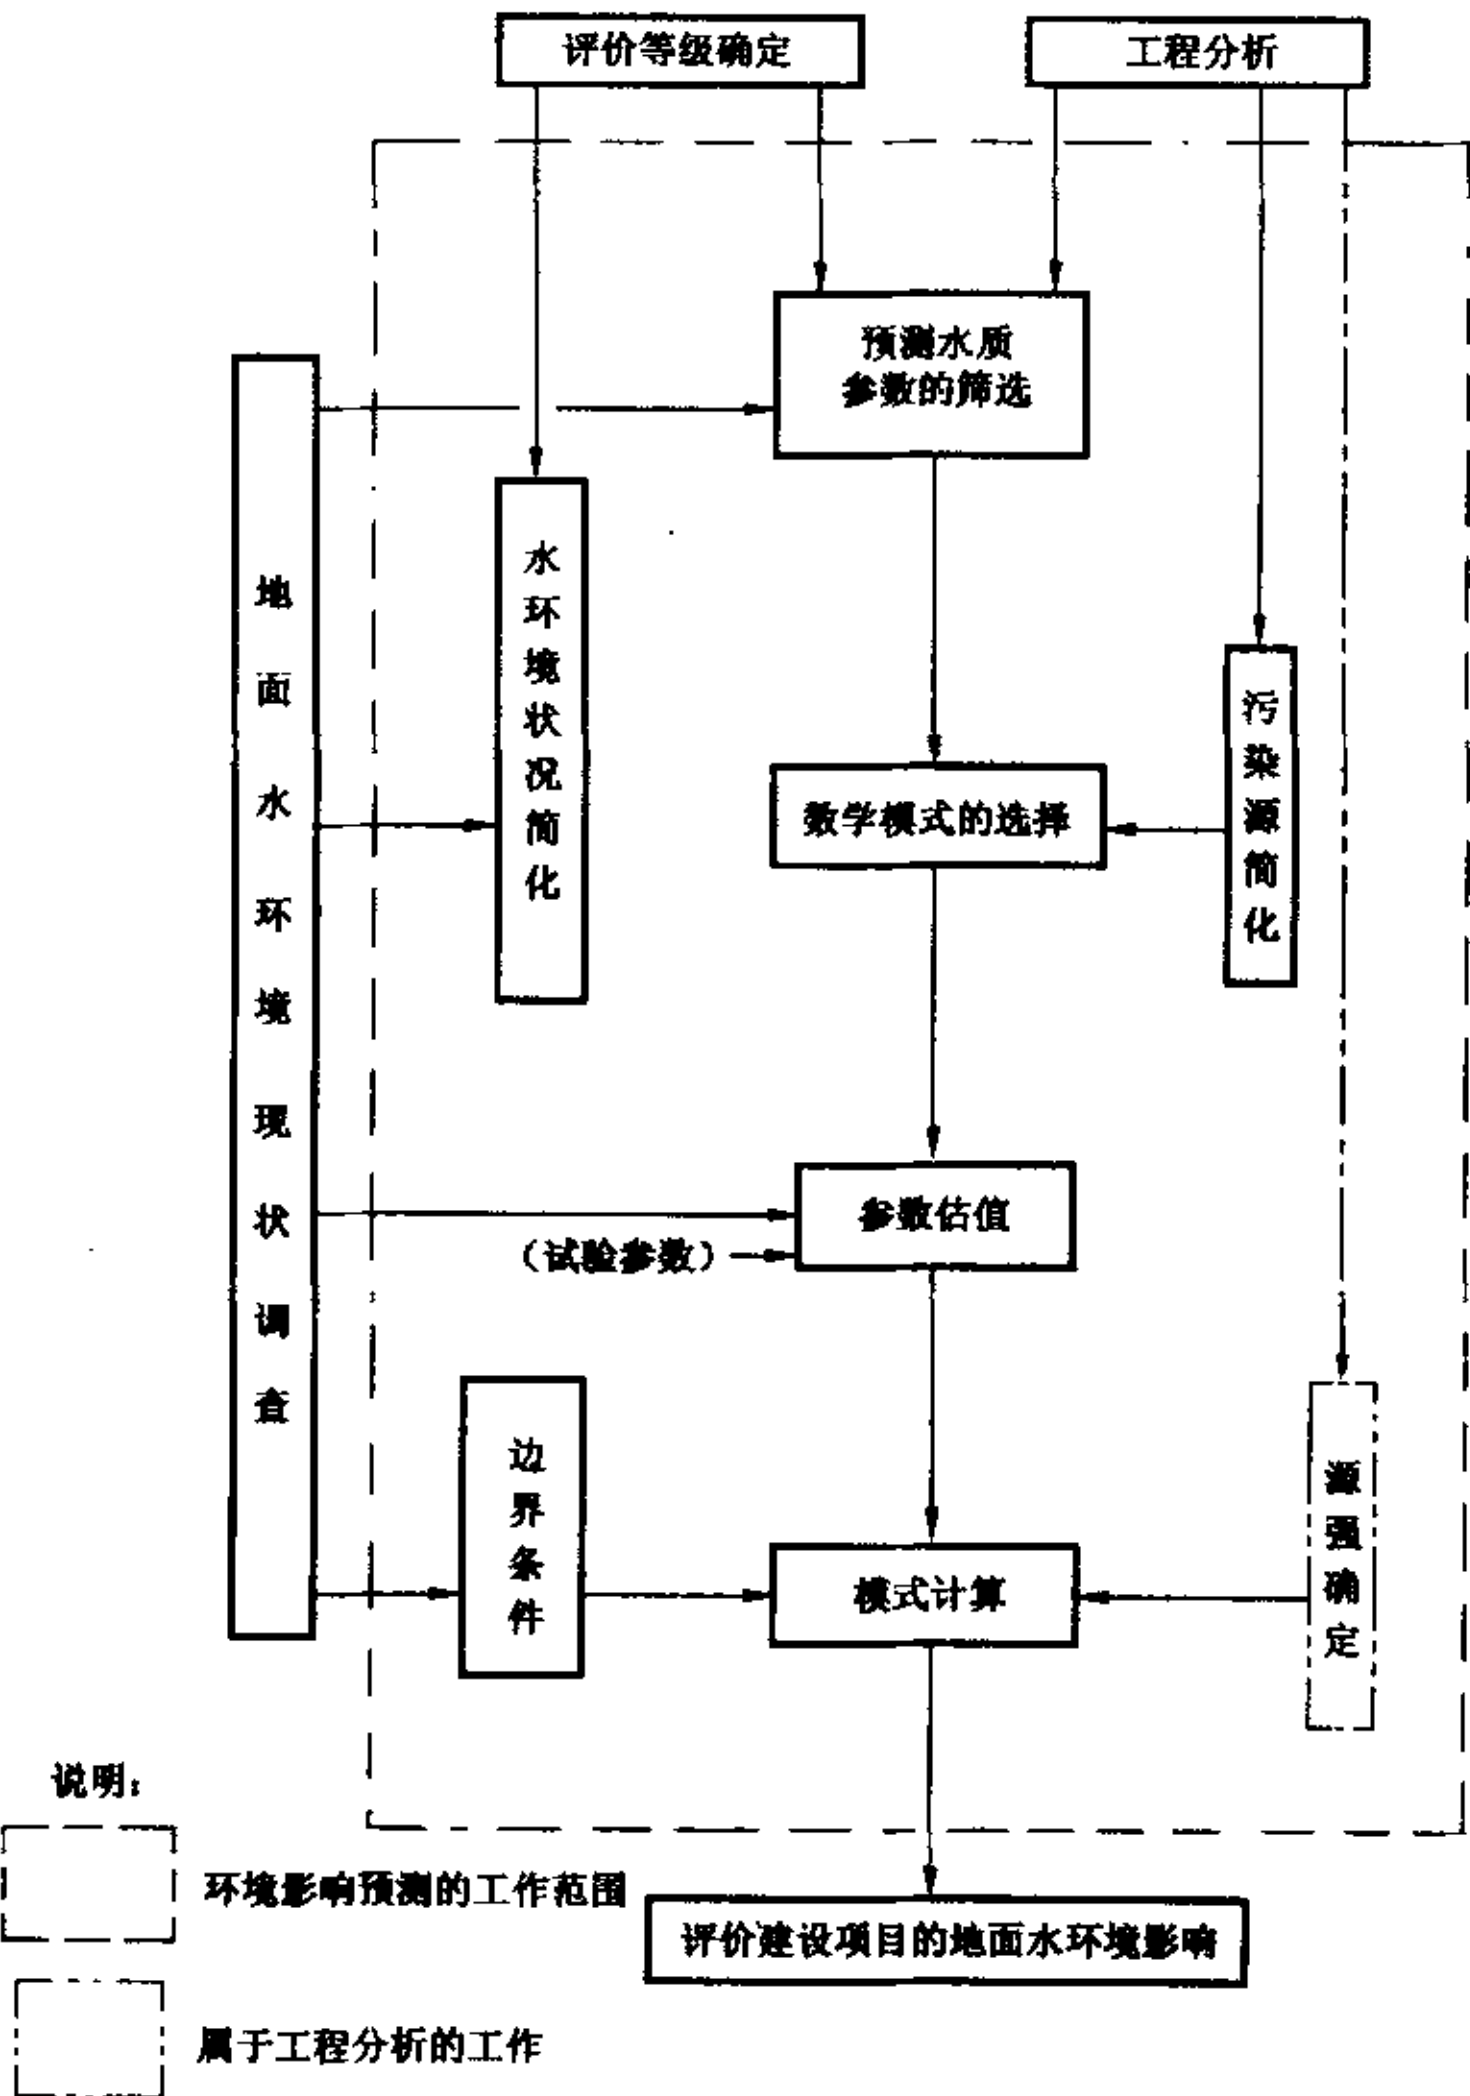 评价等级确定
工程分析
预测水质
参数的筛选
地面水环境现状调查
水环境状况简化
污染源简化
数学模式的选择
参数估值
(试验参数)
边界条件
源强确定
模式计算
说明:
环境影响预测的工作范围
评价建设项目的地面水环境影响
属于工程分析的工作